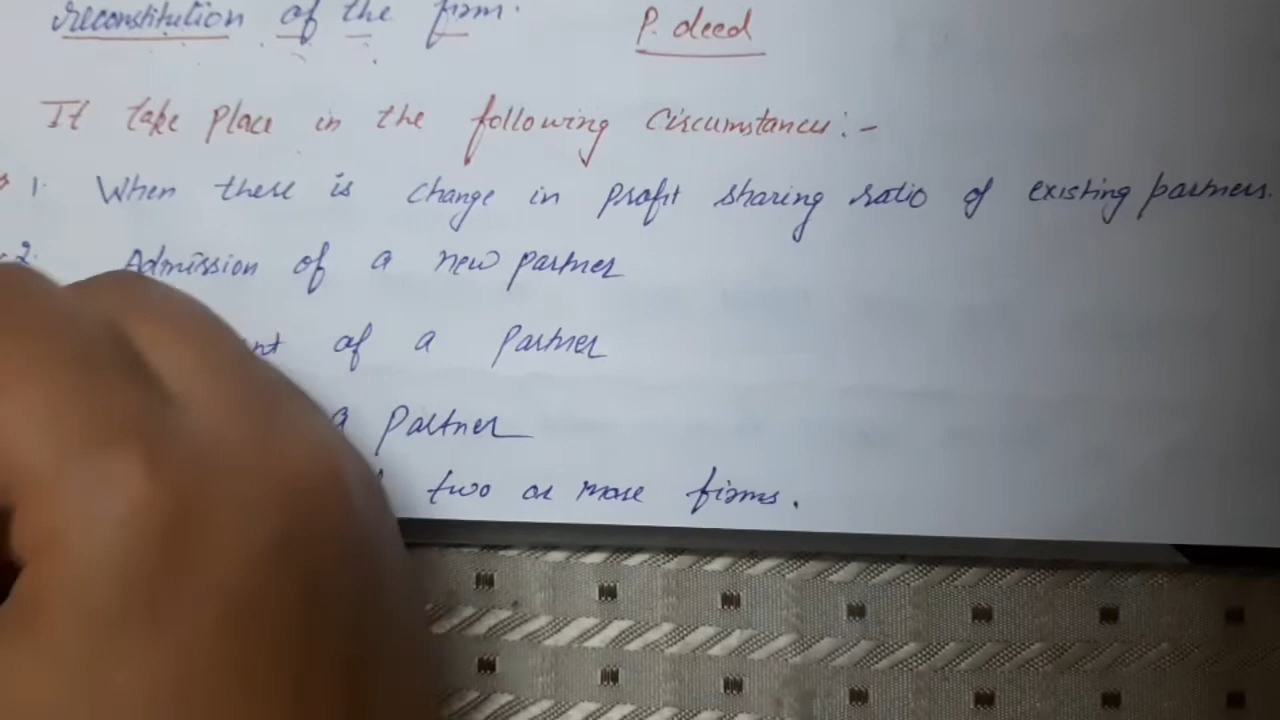 reconstitution of the firm.
P. deed
It take place in the following Circumstances:-
1. When there is change in profit sharing ratio of existing partners.
2. Admission of a new partner
of a partner
a Partner
two or more firms.